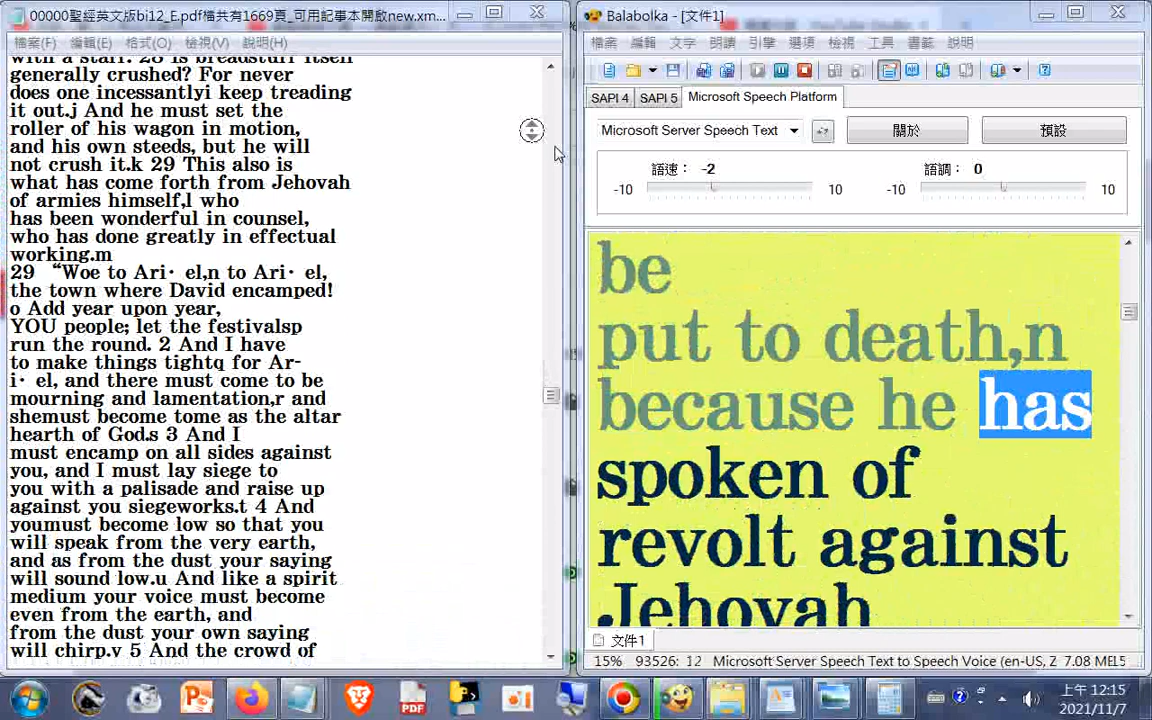 00000聖經英文版bi12_E.pdf檔共有1669頁_可用記事本開啟new.xm...
檔案(F) 編輯(E) 格式(O) 檢視(V) 說明(H)
with a staff. 28 Is breadstuff itself
generally crushed? For never
does one incessantlyi keep treading
it out.j And he must set the
roller of his wagon in motion,
and his own steeds, but he will
not crush it.k 29 This also is
what has come forth from Jehovah
of armies himself,l who
has been wonderful in counsel,
who has done greatly in effectual
working.m
29 “Woe to Ari·el,n to Ari·el,
the town where David encamped!
o Add year upon year,
YOU people; let the festivalsp
run the round. 2 And I have
to make things tightq for Ar-
i·el, and there must come to be
mourning and lamentation,r and
shemust become tome as the altar
hearth of God.s 3 And I
must encamp on all sides against
you, and I must lay siege to
you with a palisade and raise up
against you siegeworks.t 4 And
youmust become low so that you
will speak from the very earth,
and as from the dust your saying
will sound low.u And like a spirit
medium your voice must become
even from the earth, and
from the dust your own saying
will chirp.v 5 And the crowd of
Balabolka - [文件1]
檔案 編輯 文字 朗讀 引擎 選項 檢視 工具 書籤 說明
SAPI 4 SAPI 5 Microsoft Speech Platform
Microsoft Server Speech Text 關於 預設
語速: -2 語調: 0
-10 10 -10 10
be
put to death,n
because he has
spoken of
revolt against
Jehovah
文件1
15% 93526: 12 Microsoft Server Speech Text to Speech Voice (en-US, Z 7.08 МБ15
上午 12:15
2021/11/7